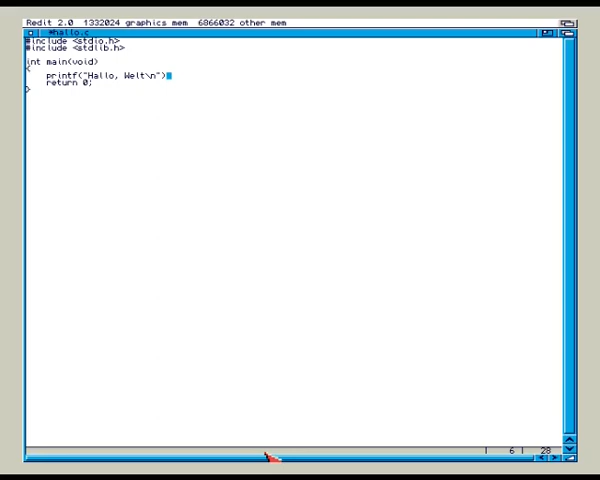 Redit 2.0  1332024 graphics mem  6866032 other mem
*hallo.c
#include <stdio.h>
#include <stdlib.h>
int main(void)
{
    printf("Hallo, Welt\n")
    return 0;
}
| 6 | 28